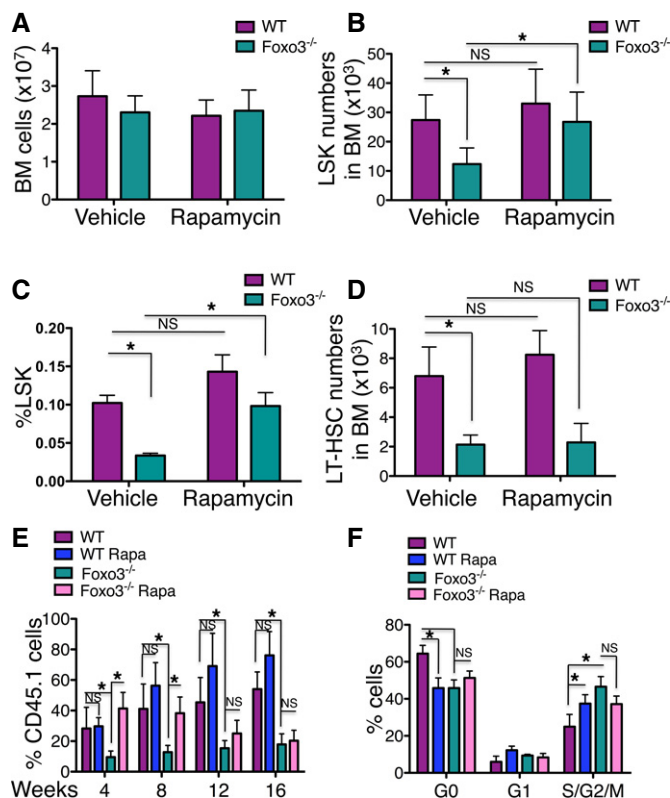 A
WT
Foxo3-/-
BM cells (x10⁷)
4
3
2
1
0
Vehicle
Rapamycin
B
WT
Foxo3-/-
LSK numbers
in BM (x10³)
50
40
30
20
10
0
*
NS
*
Vehicle
Rapamycin
C
WT
Foxo3-/-
%LSK
0.20
0.15
0.10
0.05
0.00
*
NS
*
Vehicle
Rapamycin
D
WT
Foxo3-/-
LT-HSC numbers
in BM (x10³)
8
6
4
2
0
*
NS
NS
Vehicle
Rapamycin
E
WT
WT Rapa
Foxo3-/-
Foxo3-/- Rapa
% CD45.1 cells
100
80
60
40
20
0
NS
*
*
NS
*
*
NS
*
NS
NS
*
NS
Weeks
4
8
12
16
F
WT
WT Rapa
Foxo3-/-
Foxo3-/- Rapa
% cells
80
60
40
20
0
*
NS
*
*
NS
G0
G1
S/G2/M